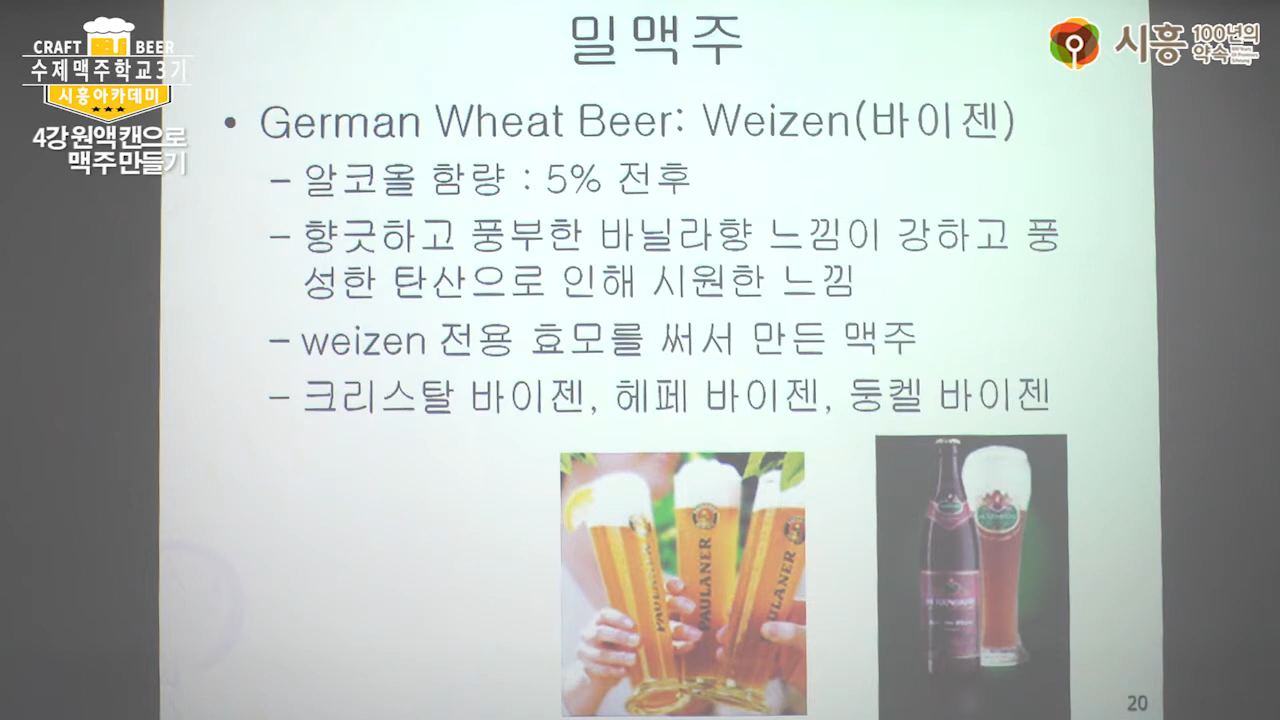 CRAFT BEER
수제맥주학교3기
시흥아카데미
4강 원액캔으로
맥주 만들기
시흥 100년의
약속
밀맥주
• German Wheat Beer: Weizen(바이젠)
– 알코올 함량 : 5% 전후
– 향긋하고 풍부한 바닐라향 느낌이 강하고 풍
성한 탄산으로 인해 시원한 느낌
– weizen 전용 효모를 써서 만든 맥주
– 크리스탈 바이젠, 헤페 바이젠, 둥켈 바이젠
PAULANER
PAULANER
PAULANER
20